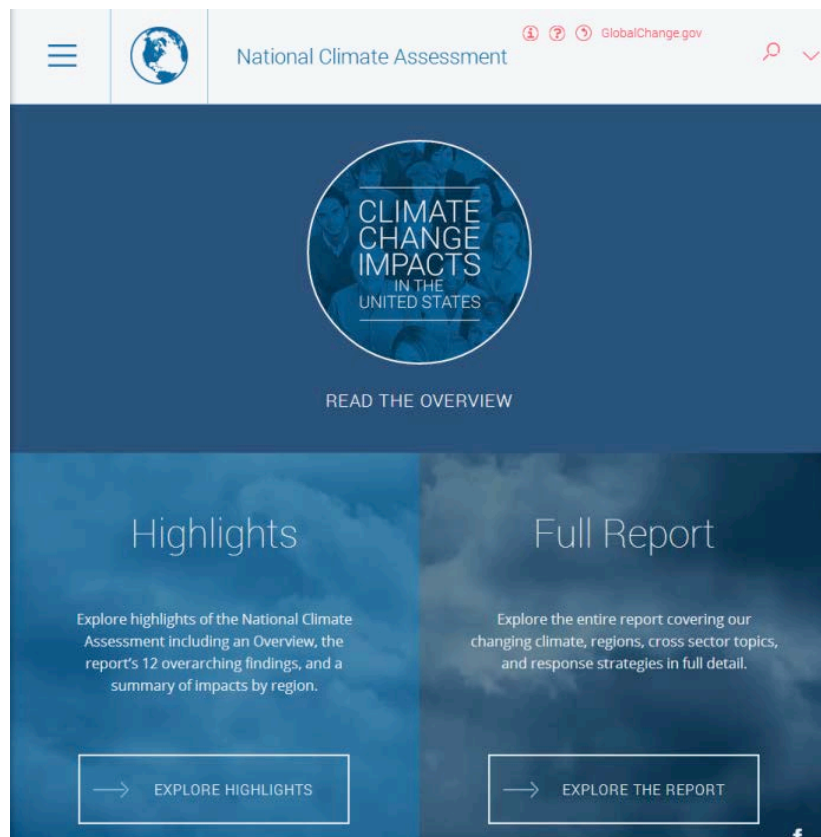 National Climate Assessment
GlobalChange.gov
CLIMATE
CHANGE
IMPACTS
IN THE
UNITED STATES
READ THE OVERVIEW
Highlights
Explore highlights of the National Climate
Assessment including an Overview, the
report's 12 overarching findings, and a
summary of impacts by region.
EXPLORE HIGHLIGHTS
Full Report
Explore the entire report covering our
changing climate, regions, cross sector topics,
and response strategies in full detail.
EXPLORE THE REPORT